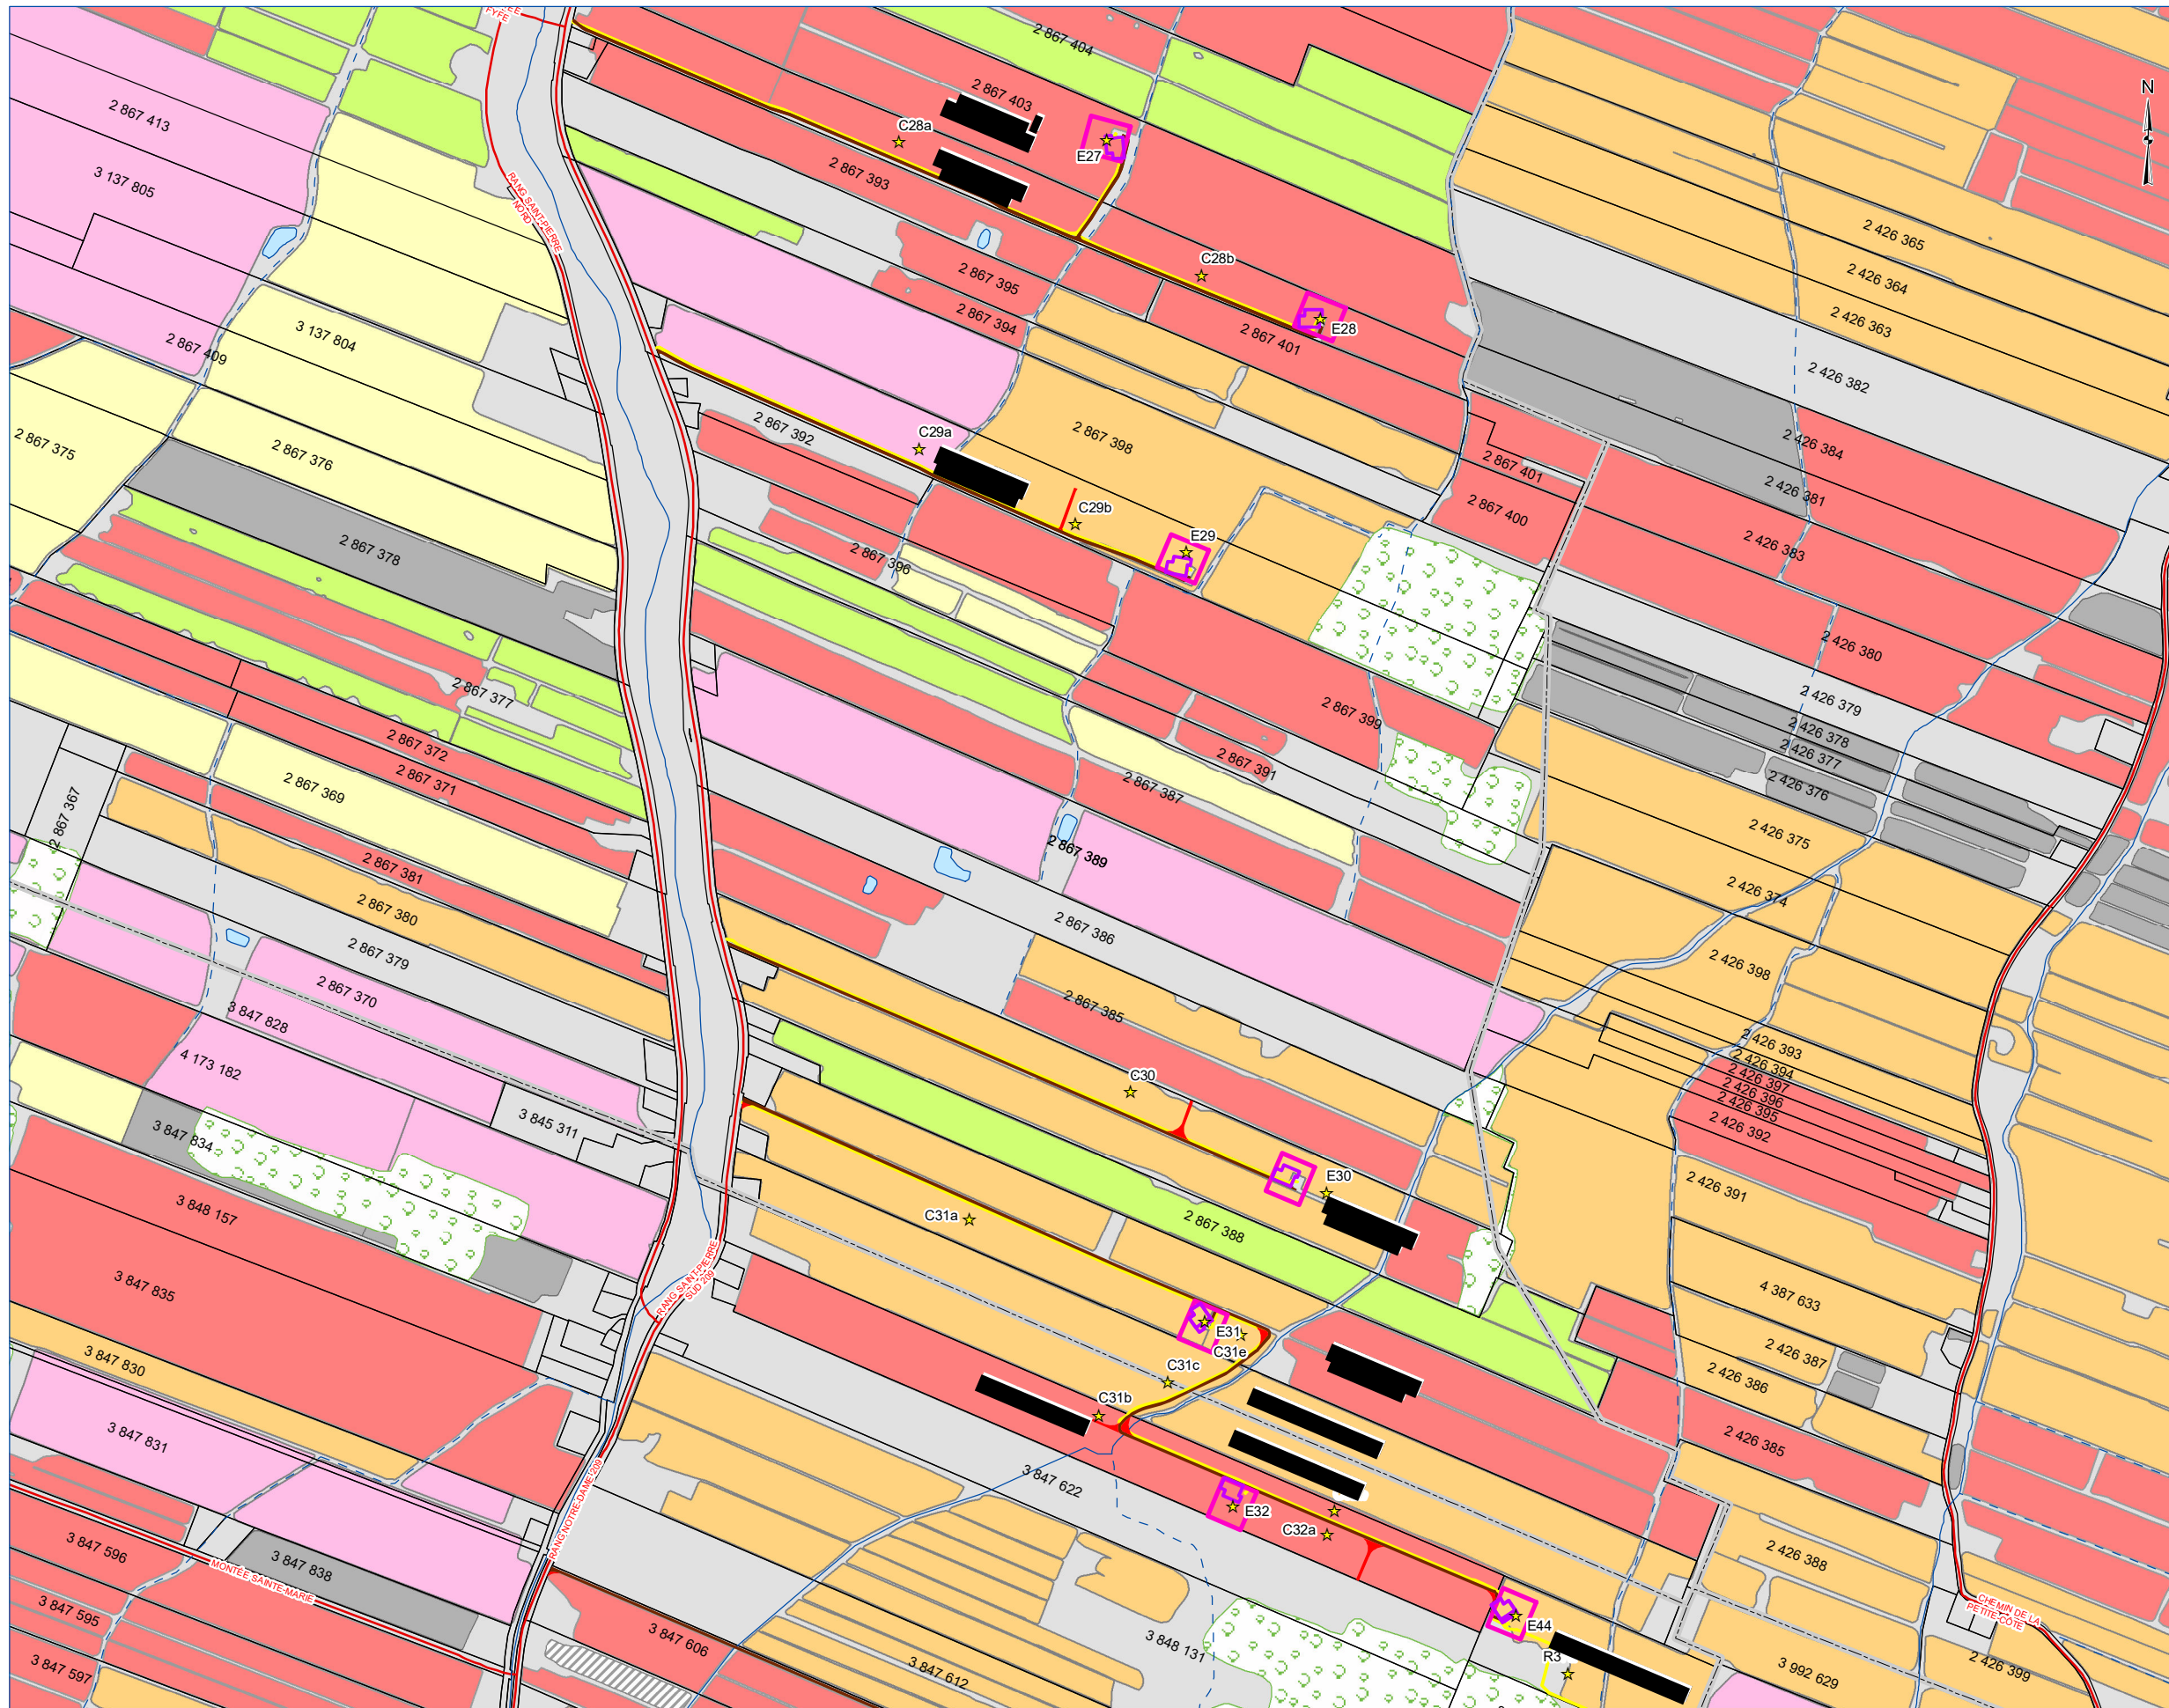 FYFE
2 867 404
N
2 867 403
2 867 413
C28a
E27
2 867 393
3 137 805
RANG SAINT-PIERRE
NORD
2 426 365
C28b
2 867 395
2 426 364
2 867 394
2 426 363
E28
2 867 401
3 137 804
2 867 409
2 426 382
2 867 392
C29a
2 867 398
2 867 375
2 426 384
2 867 376
2 867 401
2 426 381
2 867 400
C29b
2 867 378
E29
2 426 383
2 867 396
2 426 380
2 867 377
2 426 379
2 867 399
2 426 378
2 867 372
2 426 377
2 867 391
2 867 371
2 426 376
2 867 369
2 867 387
2 867 367
2 426 375
2 867 389
2 867 381
2 426 374
2 867 380
2 867 386
2 867 379
2 426 398
2 867 370
2 867 385
3 847 828
2 426 393
2 426 394
4 173 182
2 426 397
C30
2 426 396
2 426 395
3 845 311
2 426 392
3 847 834
E30
2 426 391
3 848 157
C31a
2 867 388
RANG SAINT-PIERRE
SUD 209
3 847 835
4 387 633
E31
C31e
2 426 387
3 847 830
C31c
2 426 386
C31b
3 847 831
2 426 385
3 847 622
RANG NOTRE-DAME 209
E32
C32a
3 847 596
2 426 388
3 847 838
MONTÉE SAINTE-MARIE
3 847 595
CHEMIN DE LA
PETITE-CÔTE
E44
3 847 606
3 848 131
R3
3 847 597
3 847 612
3 992 629
2 426 399